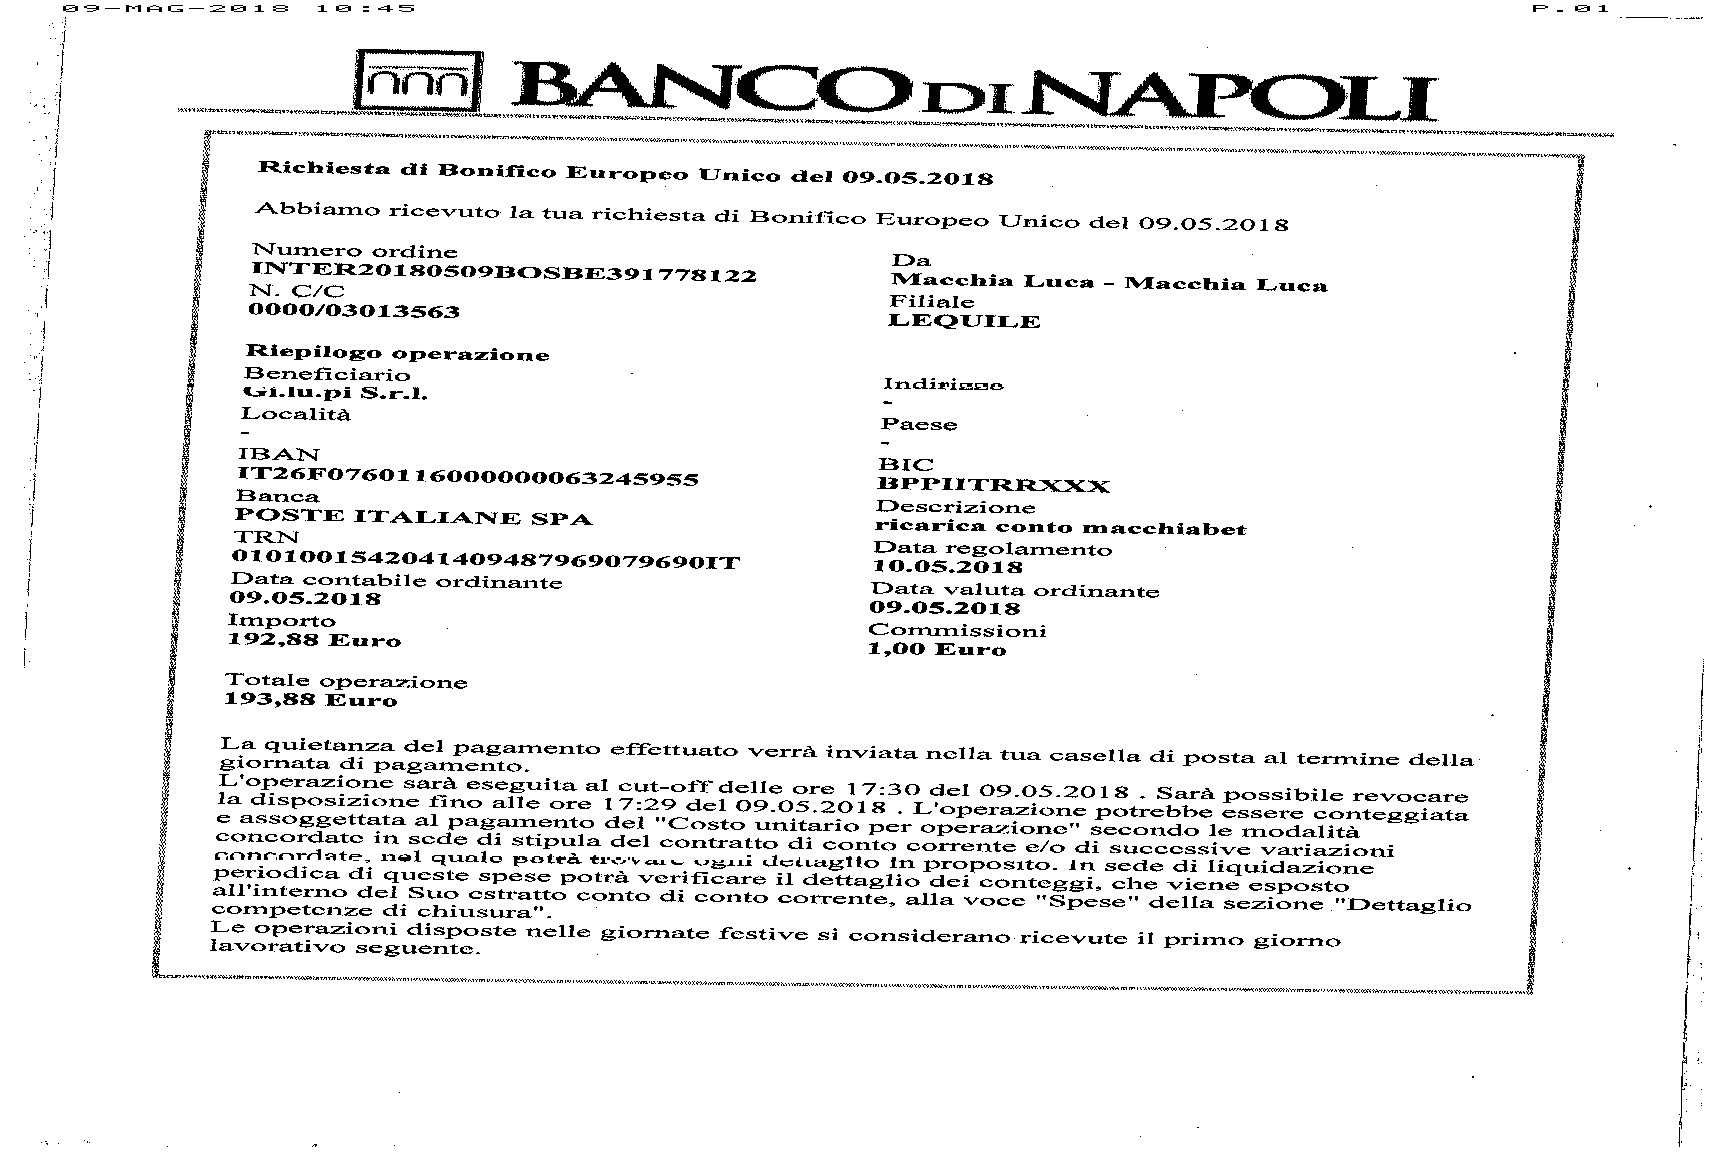 09-MAG-2018 10:45 P.01
BANCO DI NAPOLI
Richiesta di Bonifico Europeo Unico del 09.05.2018
Abbiamo ricevuto la tua richiesta di Bonifico Europeo Unico del 09.05.2018
Numero ordine
INTER20180509BOSBE391778122
N. C/C
0000/03013563
Da
Macchia Luca - Macchia Luca
Filiale
LEQUILE
Riepilogo operazione
Beneficiario
Gi.lu.pi S.r.l.
Località
-
IBAN
IT26F0760116000000063245955
Banca
POSTE ITALIANE SPA
TRN
0101001542041409487969079690IT
Data contabile ordinante
09.05.2018
Importo
192,88 Euro
Totale operazione
193,88 Euro
Indirizzo
-
Paese
-
BIC
BPPIITRRXXX
Descrizione
ricarica conto macchiabet
Data regolamento
10.05.2018
Data valuta ordinante
09.05.2018
Commissioni
1,00 Euro
La quietanza del pagamento effettuato verrà inviata nella tua casella di posta al termine della
giornata di pagamento.
L'operazione sarà eseguita al cut-off delle ore 17:30 del 09.05.2018 . Sarà possibile revocare
la disposizione fino alle ore 17:29 del 09.05.2018 . L'operazione potrebbe essere conteggiata
e assoggettata al pagamento del "Costo unitario per operazione" secondo le modalità
concordate in sede di stipula del contratto di conto corrente e/o di successive variazioni
concordate, nel quale potrà trovare ogni dettaglio in proposito. In sede di liquidazione
periodica di queste spese potrà verificare il dettaglio dei conteggi, che viene esposto
all'interno del Suo estratto conto di conto corrente, alla voce "Spese" della sezione "Dettaglio
competenze di chiusura".
Le operazioni disposte nelle giornate festive si considerano ricevute il primo giorno
lavorativo seguente.